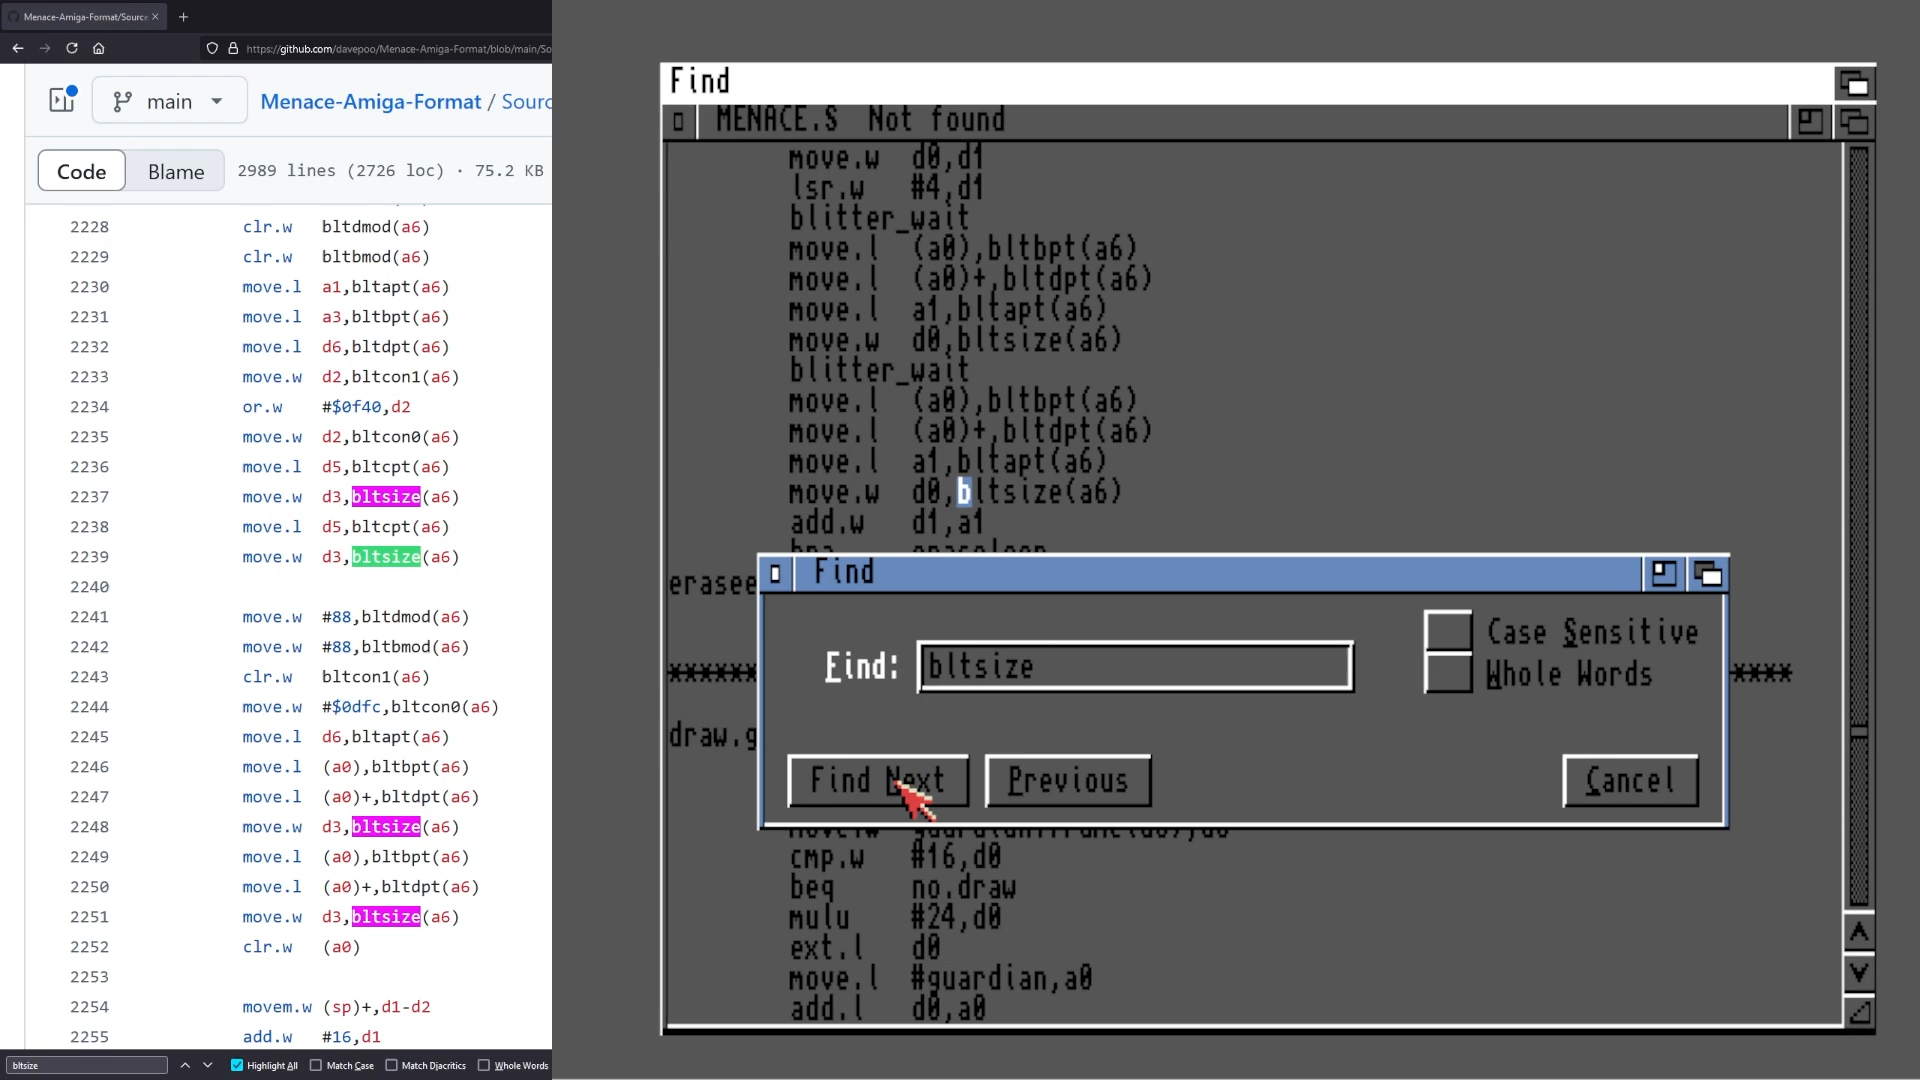 Menace-Amiga-Format/Source
https://github.com/davepoo/Menace-Amiga-Format/blob/main/So
main
Menace-Amiga-Format / Sourc
Code Blame 2989 lines (2726 loc) · 75.2 KB
2228 clr.w bltdmod(a6)
2229 clr.w bltbmod(a6)
2230 move.l a1,bltapt(a6)
2231 move.l a3,bltbpt(a6)
2232 move.l d6,bltdpt(a6)
2233 move.w d2,bltcon1(a6)
2234 or.w #$0f40,d2
2235 move.w d2,bltcon0(a6)
2236 move.l d5,bltcpt(a6)
2237 move.w d3,bltsize(a6)
2238 move.l d5,bltcpt(a6)
2239 move.w d3,bltsize(a6)
2240
2241 move.w #88,bltdmod(a6)
2242 move.w #88,bltbmod(a6)
2243 clr.w bltcon1(a6)
2244 move.w #$0dfc,bltcon0(a6)
2245 move.l d6,bltapt(a6)
2246 move.l (a0),bltbpt(a6)
2247 move.l (a0)+,bltdpt(a6)
2248 move.w d3,bltsize(a6)
2249 move.l (a0),bltbpt(a6)
2250 move.l (a0)+,bltdpt(a6)
2251 move.w d3,bltsize(a6)
2252 clr.w (a0)
2253
2254 movem.w (sp)+,d1-d2
2255 add.w #16,d1
bltsize Highlight All Match Case Match Diacritics Whole Words
Find
MENACE.S Not found
move.w d0,d1
lsr.w #4,d1
blitter_wait
move.l (a0),bltbpt(a6)
move.l (a0)+,bltdpt(a6)
move.l a1,bltapt(a6)
move.w d0,bltsize(a6)
blitter_wait
move.l (a0),bltbpt(a6)
move.l (a0)+,bltdpt(a6)
move.l a1,bltapt(a6)
move.w d0,bltsize(a6)
add.w d1,a1
erasee
****** ****
draw.g
Find
Find: bltsize
Case Sensitive
Whole Words
Find Next Previous Cancel
cmp.w #16,d0
beq no.draw
mulu #24,d0
ext.l d0
move.l #guardian,a0
add.l d0,a0